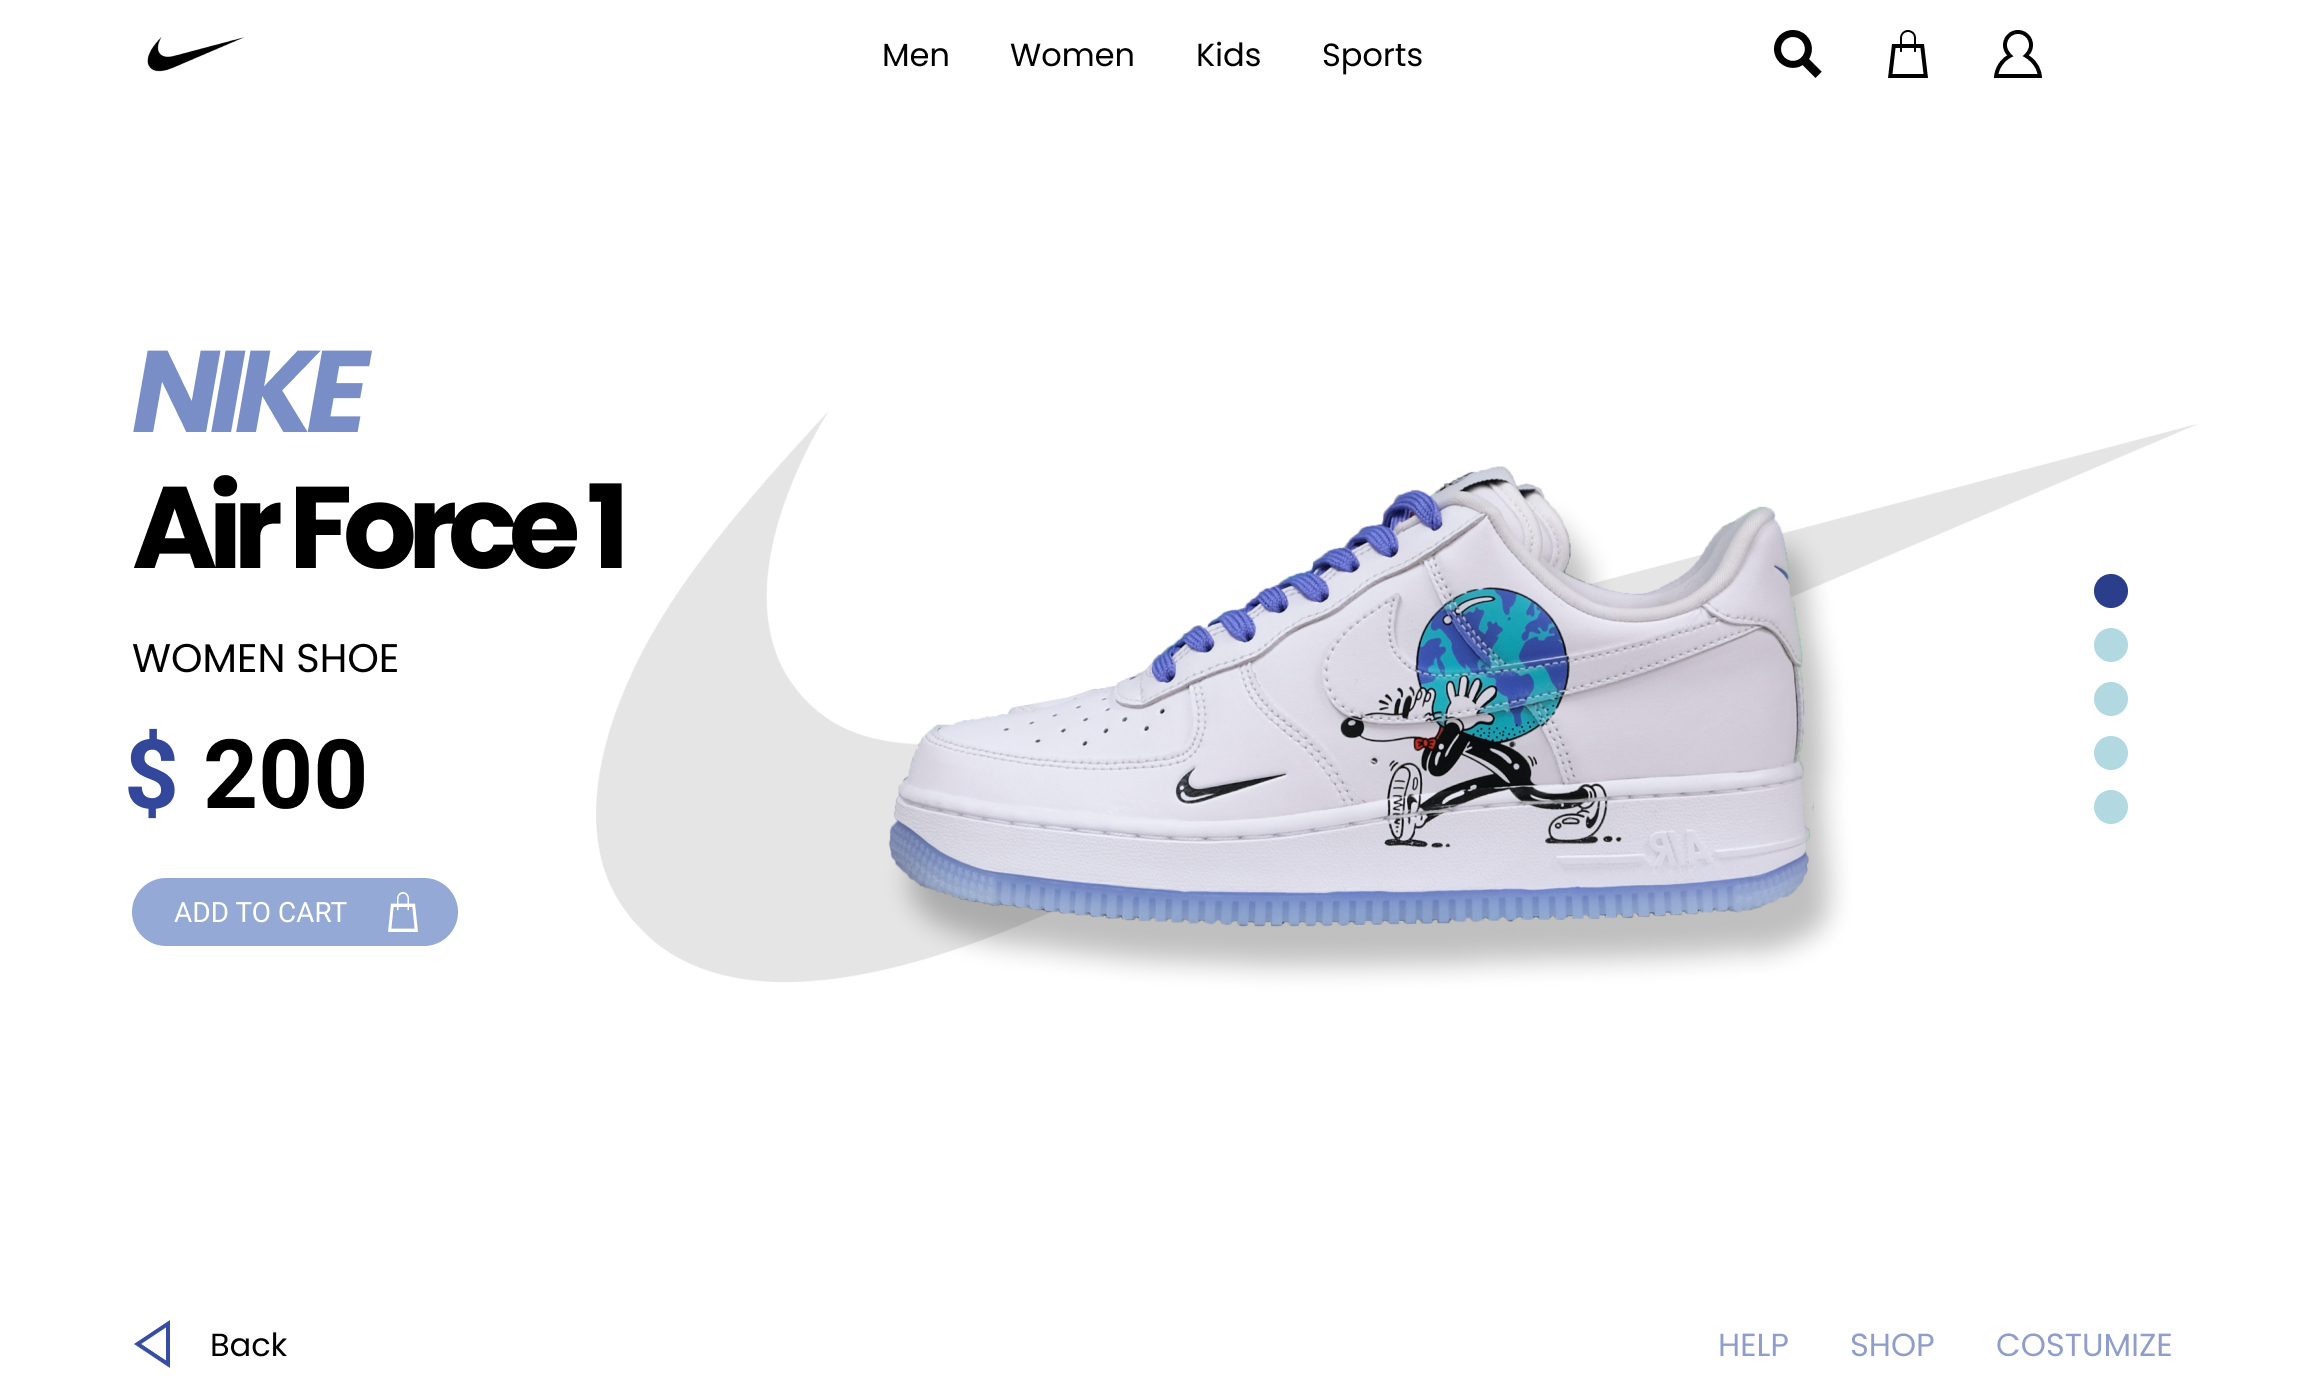 Men Women Kids Sports
NIKE
Air Force 1
WOMEN SHOE
$ 200
ADD TO CART
AIR
Back
HELP SHOP COSTUMIZE